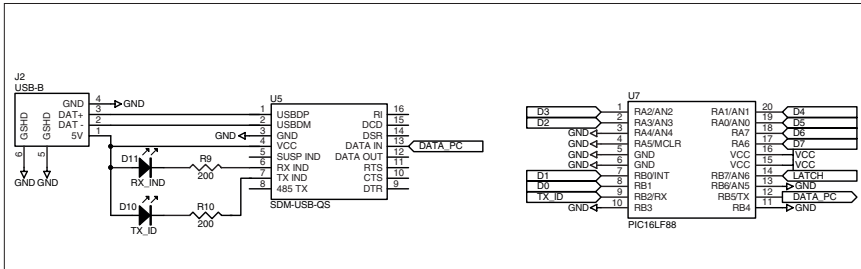 J2
USB-B
GND 4 GND
DAT+ 3
DAT - 2
5V 1
GSHD GSHD
6 5
GND GND
D11
RX_IND
R9
200
D10
TX_ID
R10
200
U5
1 USBDP RI 16
2 USBDM DCD 15
GND 3 GND DSR 14
4 VCC DATA IN 13 DATA_PC
5 SUSP IND DATA OUT 12
6 RX IND RTS 11
7 TX IND CTS 10
8 485 TX DTR 9
SDM-USB-QS
U7
D3 1 RA2/AN2 RA1/AN1 20 D4
D2 2 RA3/AN3 RA0/AN0 19 D5
GND 3 RA4/AN4 RA7 18 D6
GND 4 RA5/MCLR RA6 17 D7
GND 5 GND VCC 16 VCC
GND 6 GND VCC 15 VCC
D1 7 RB0/INT RB7/AN6 14 LATCH
D0 8 RB1 RB6/AN5 13 GND
TX_ID 9 RB2/RX RB5/TX 12 DATA_PC
GND 10 RB3 RB4 11 GND
PIC16LF88